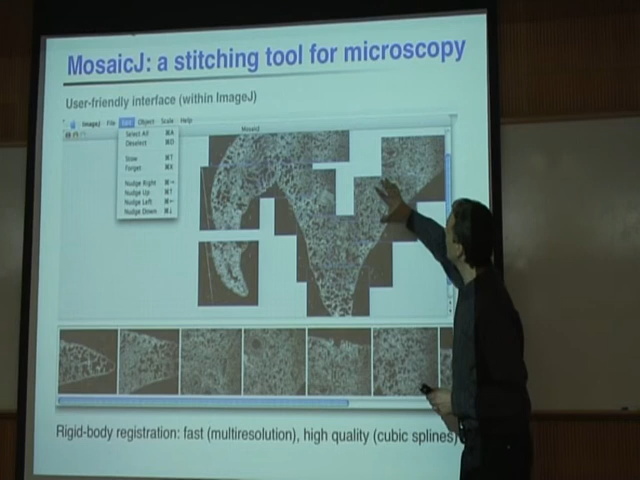 MosaicJ: a stitching tool for microscopy
User-friendly interface (within ImageJ)
ImageJ File Edit Object Scale Help
MosaicJ
Select All ⌘A
Deselect ⌘D
Stow ⌘T
Forget ⌘X
Nudge Right ⌘→
Nudge Up ⌘↑
Nudge Left ⌘←
Nudge Down ⌘↓
Rigid-body registration: fast (multiresolution), high quality (cubic splines)